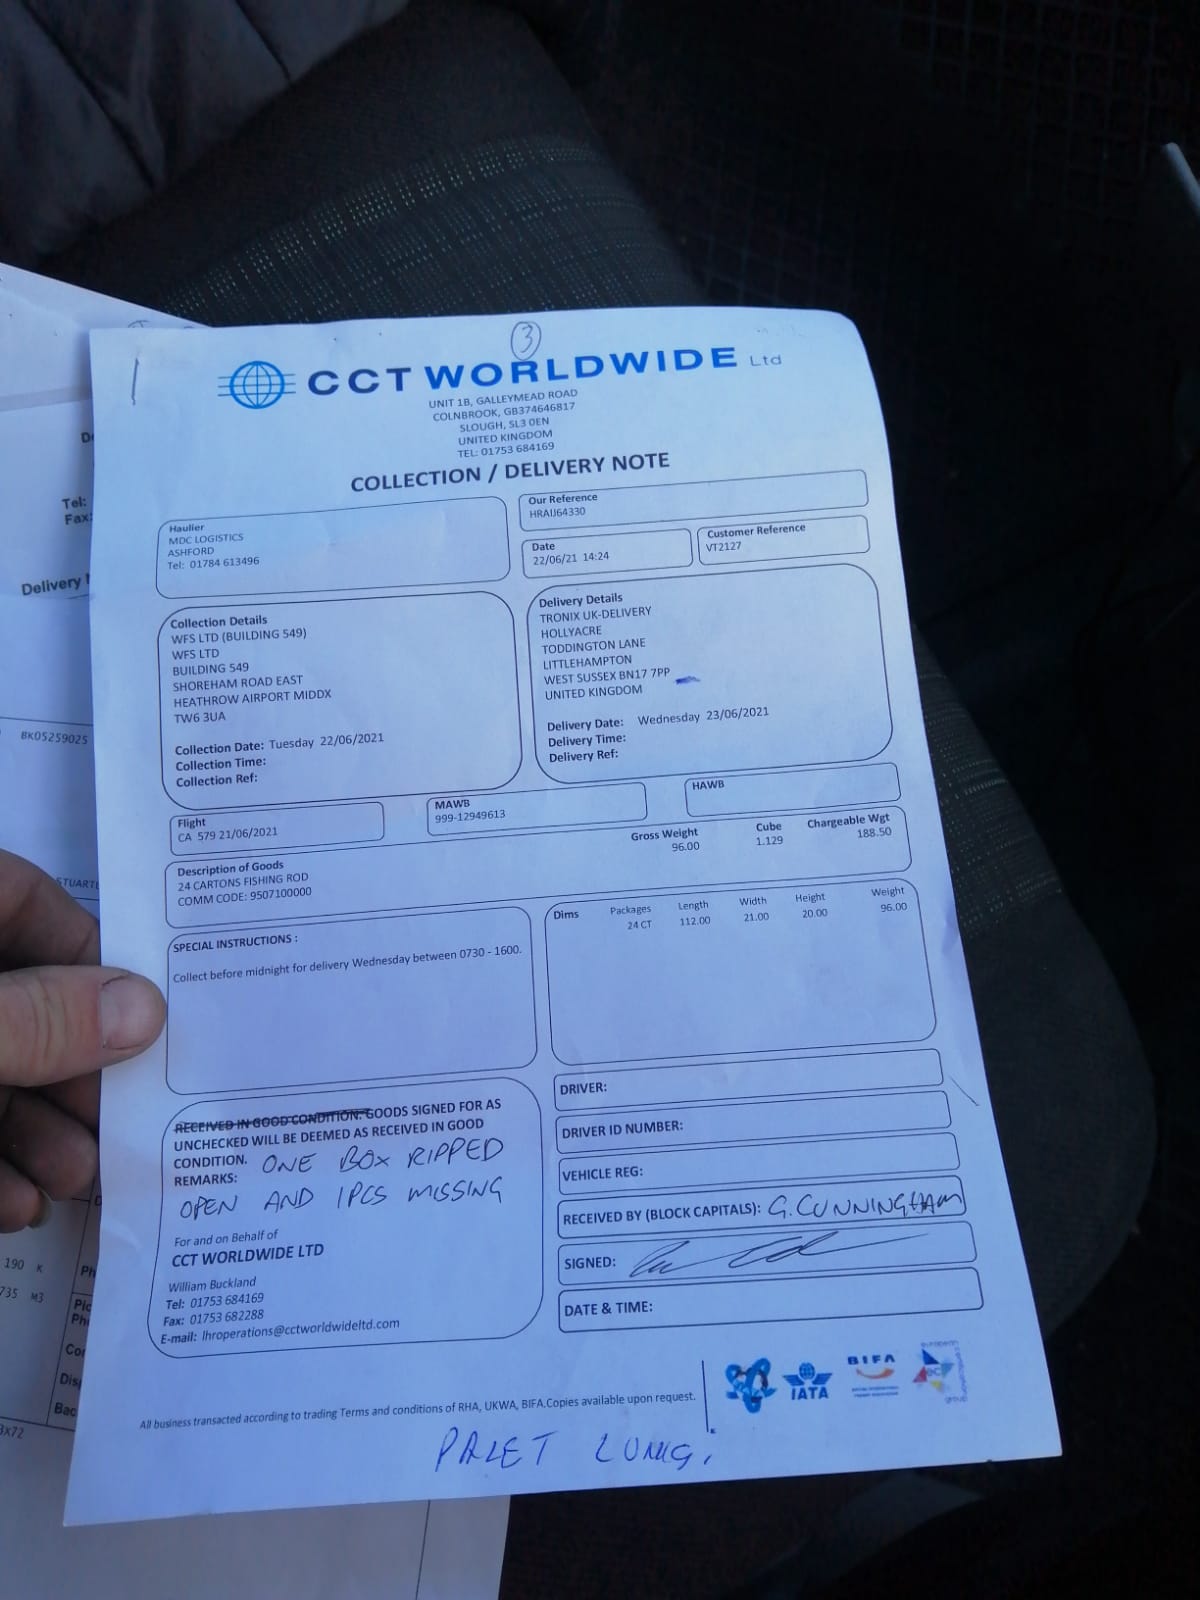 3
CCT WORLDWIDE Ltd
UNIT 1B, GALLEYMEAD ROAD
COLNBROOK, GB374646817
SLOUGH, SL3 0EN
UNITED KINGDOM
TEL: 01753 684169
COLLECTION / DELIVERY NOTE
Haulier
MDC LOGISTICS
ASHFORD
Tel: 01784 613496
Our Reference
HRAIJ64330
Date
22/06/21 14:24
Customer Reference
VT2127
Collection Details
WFS LTD (BUILDING 549)
WFS LTD
BUILDING 549
SHOREHAM ROAD EAST
HEATHROW AIRPORT MIDDX
TW6 3UA
Collection Date: Tuesday 22/06/2021
Collection Time:
Collection Ref:
Delivery Details
TRONIX UK-DELIVERY
HOLLYACRE
TODDINGTON LANE
LITTLEHAMPTON
WEST SUSSEX BN17 7PP
UNITED KINGDOM
Delivery Date: Wednesday 23/06/2021
Delivery Time:
Delivery Ref:
Flight
CA 579 21/06/2021
MAWB
999-12949613
HAWB
Description of Goods
24 CARTONS FISHING ROD
COMM CODE: 9507100000
Gross Weight Cube Chargeable Wgt
96.00 1.129 188.50
SPECIAL INSTRUCTIONS :
Collect before midnight for delivery Wednesday between 0730 - 1600.
Dims Packages Length Width Height Weight
24 CT 112.00 21.00 20.00 96.00
RECEIVED IN GOOD CONDITION. GOODS SIGNED FOR AS
UNCHECKED WILL BE DEEMED AS RECEIVED IN GOOD
CONDITION.
REMARKS: ONE BOX RIPPED
OPEN AND 1PCS MISSING
For and on Behalf of
CCT WORLDWIDE LTD
William Buckland
Tel: 01753 684169
Fax: 01753 682288
E-mail: lhroperations@cctworldwideltd.com
DRIVER:
DRIVER ID NUMBER:
VEHICLE REG:
RECEIVED BY (BLOCK CAPITALS): G.CUNNINGHAM
SIGNED:
DATE & TIME:
IATA
BIFA
All business transacted according to trading Terms and conditions of RHA, UKWA, BIFA.Copies available upon request.
PALET
Tel:
Fax:
Delivery
BK05259025
190 K
735 M3